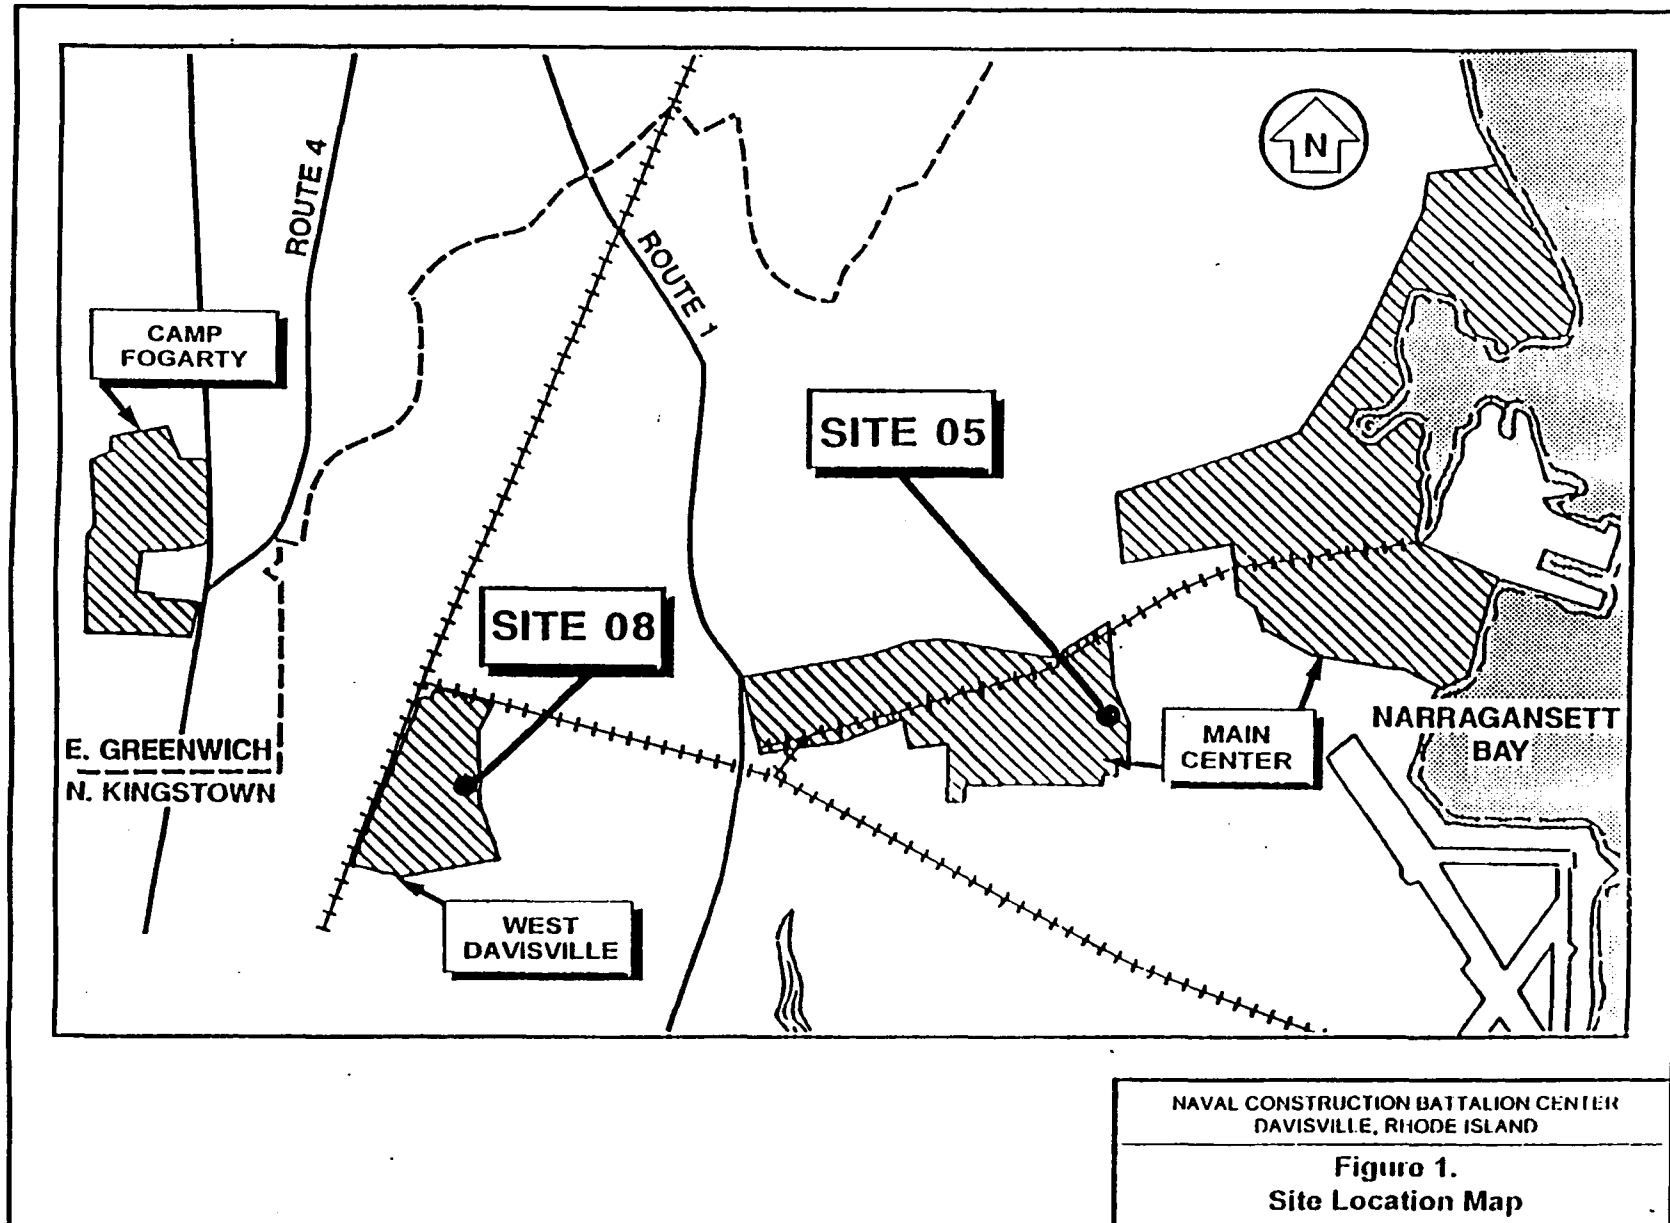 N
ROUTE 4
ROUTE 1
CAMP
FOGARTY
SITE 05
SITE 08
E. GREENWICH
N. KINGSTOWN
MAIN
CENTER
NARRAGANSETT
BAY
WEST
DAVISVILLE
NAVAL CONSTRUCTION BATTALION CENTER
DAVISVILLE, RHODE ISLAND
Figure 1.
Site Location Map